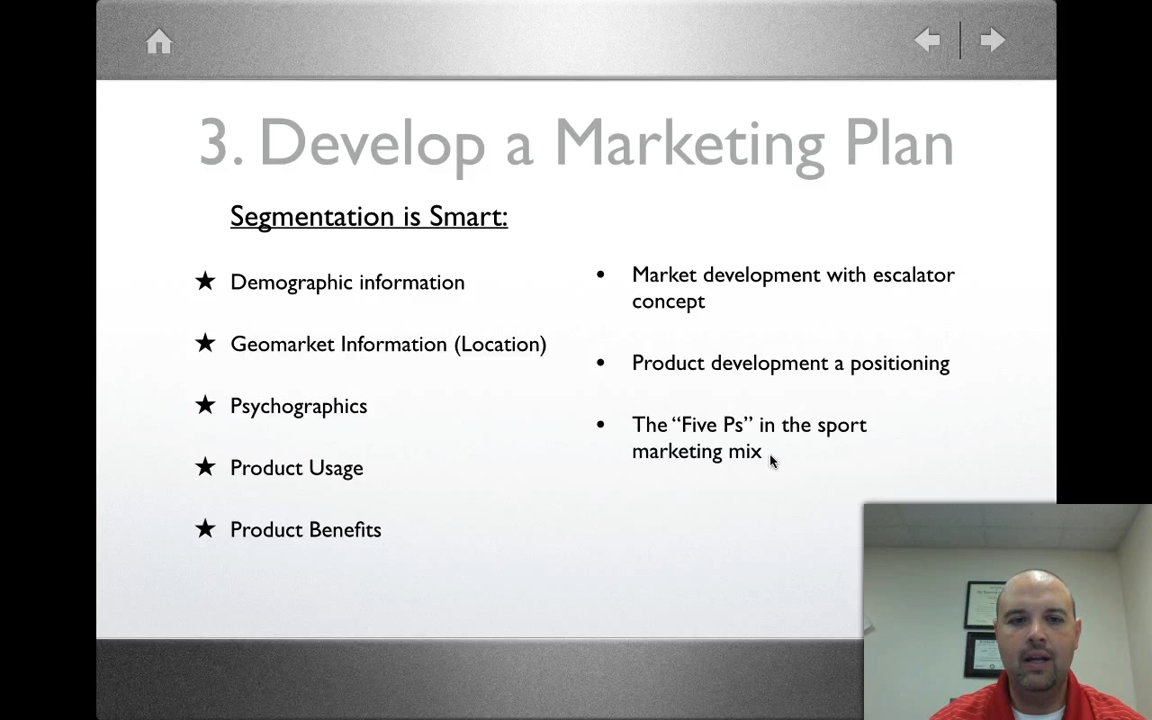 3. Develop a Marketing Plan
Segmentation is Smart:
★ Demographic information
★ Geomarket Information (Location)
★ Psychographics
★ Product Usage
★ Product Benefits
• Market development with escalator
concept
• Product development a positioning
• The “Five Ps” in the sport
marketing mix